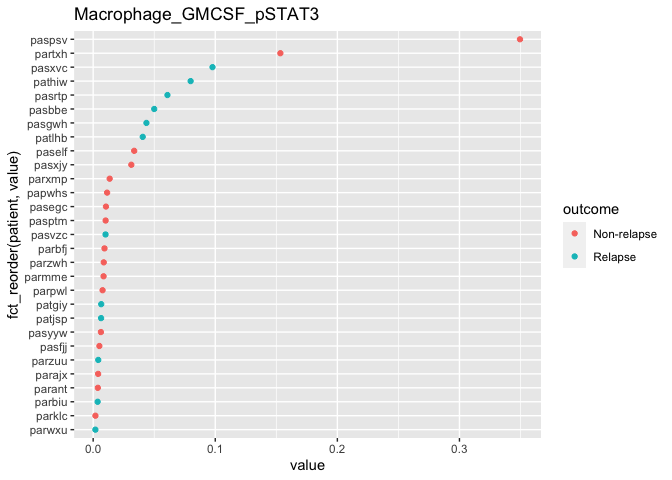 Macrophage_GMCSF_pSTAT3
fct_reorder(patient, value)
paspsv
partxh
pasxvc
pathiw
pasrtp
pasbbe
pasgwh
patlhb
paself
pasxjy
parxmp
papwhs
pasegc
pasptm
pasvzc
parbfj
parzwh
parmme
parpwl
patgiy
patjsp
pasyyw
pasfjj
parzuu
parajx
parant
parbiu
parklc
parwxu
0.0 0.1 0.2 0.3
value
outcome
Non-relapse
Relapse